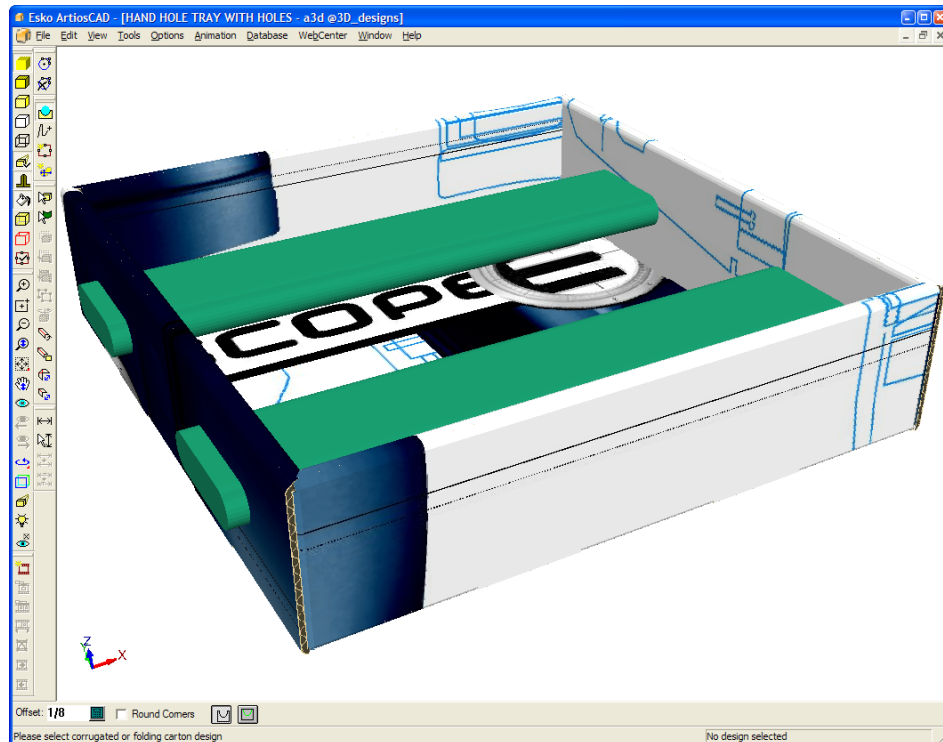 Esko ArtiosCAD - [HAND HOLE TRAY WITH HOLES - a3d @3D_designs]
File Edit View Tools Options Animation Database WebCenter Window Help
SCOPE
Z
Y
X
Offset: 1/8 Round Corners
Please select corrugated or folding carton design No design selected